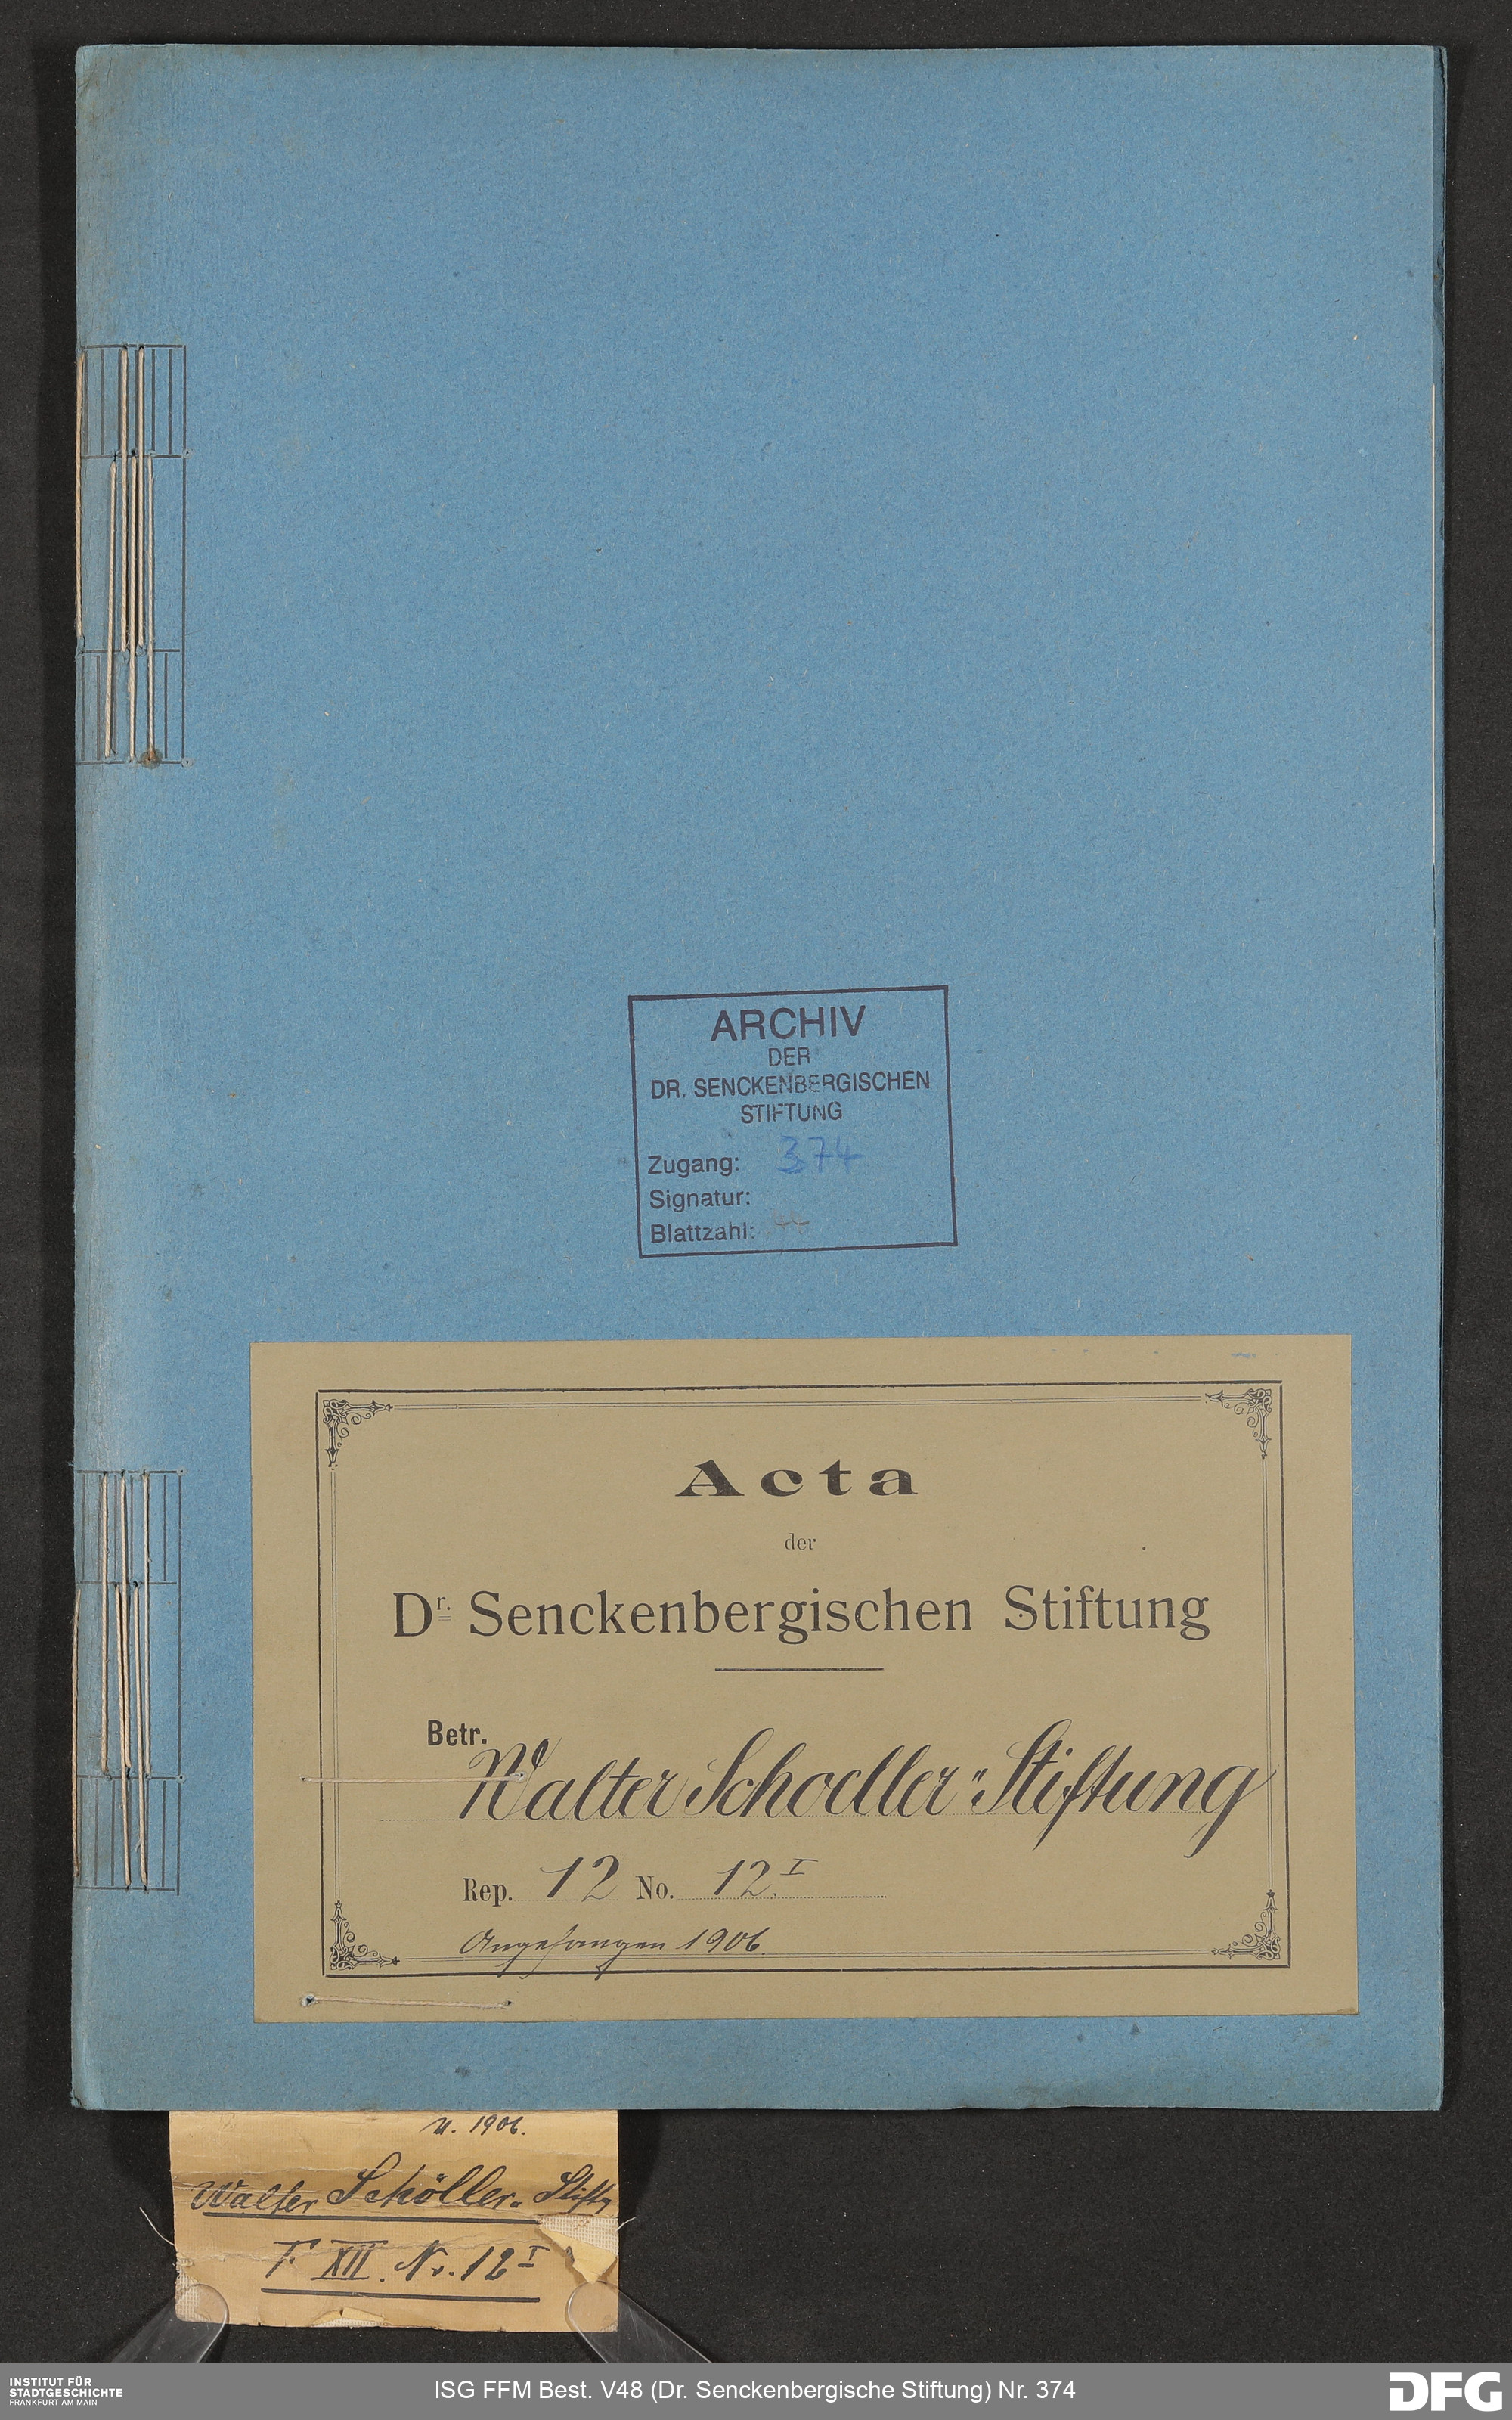 ARCHIV
DER
DR. SENCKENBERGISCHEN
STIFTUNG
Zugang: 374
Signatur:
Blattzahl: 44
Acta
der
Dr. Senckenbergischen Stiftung
Betr.
Walter Schoeller "Stiftung
Rep. 12 No. 12.I
Angefangen 1906.
1906.
Walter Schöller. Stiftg
F XII. Nr. 12 I
INSTITUT FÜR
STADTGESCHICHTE
FRANKFURT AM MAIN
ISG FFM Best. V48 (Dr. Senckenbergische Stiftung) Nr. 374
DFG